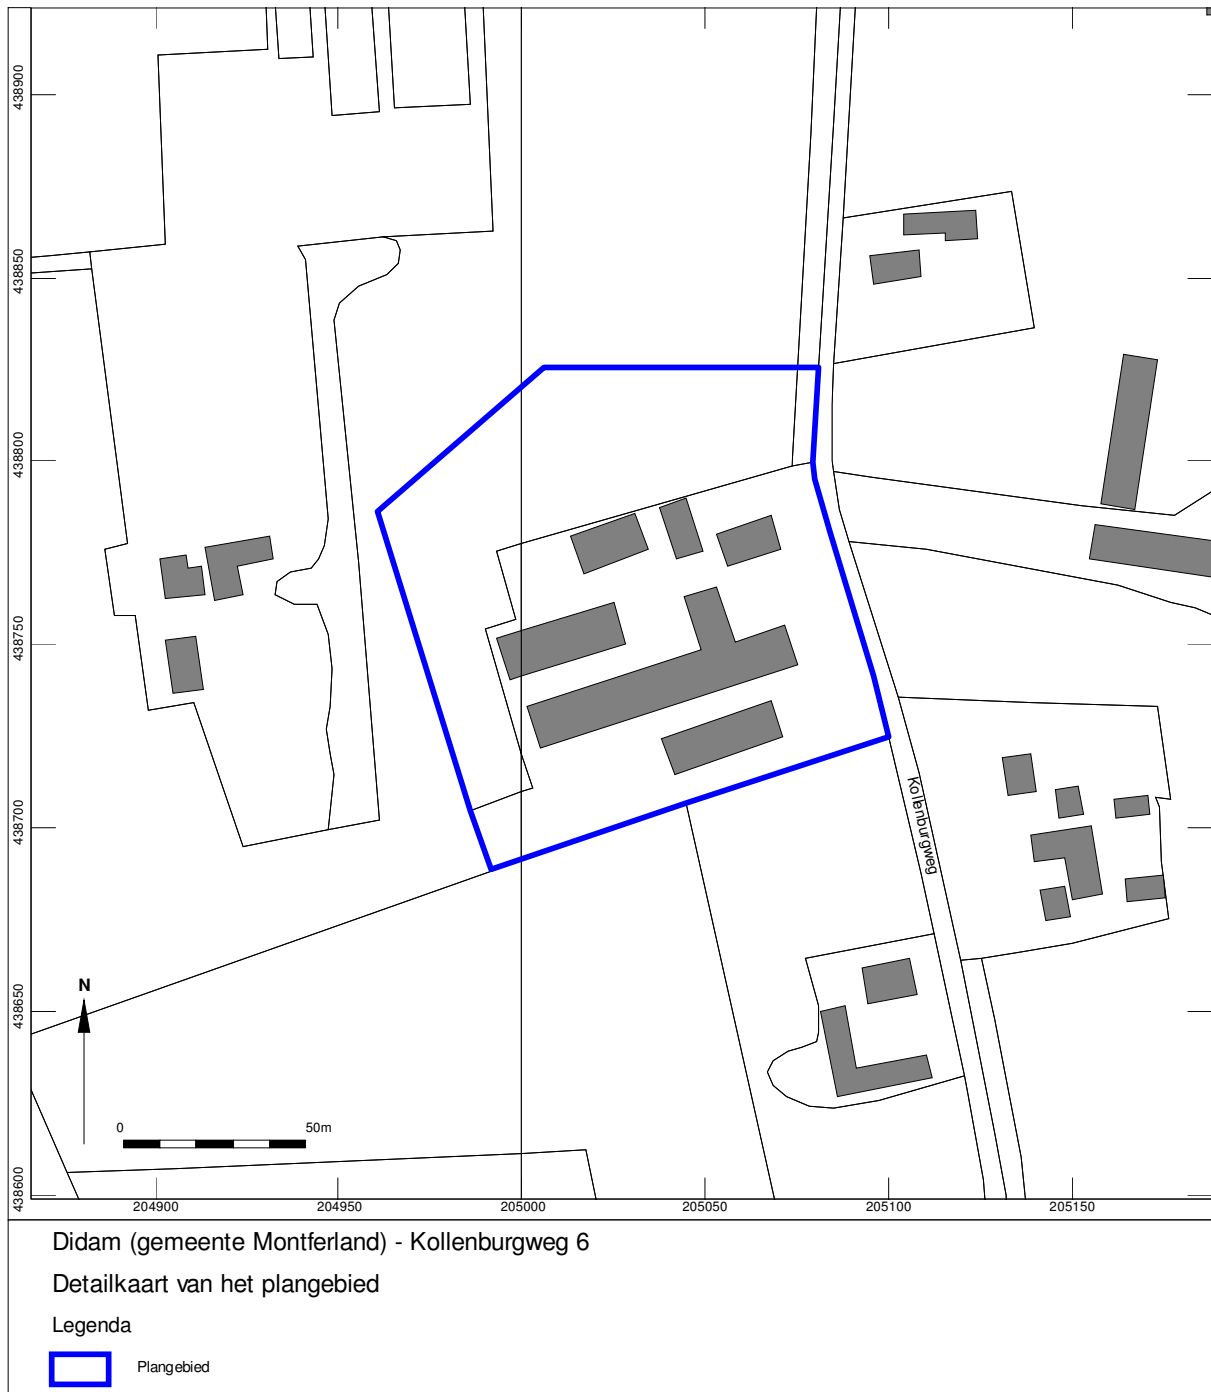 438900
438850
438800
438750
438700
438650
438600
Kollenburgweg
N
0 50m
204900 204950 205000 205050 205100 205150
Didam (gemeente Montferland) - Kollenburgweg 6
Detailkaart van het plangebied
Legenda
Plangebied